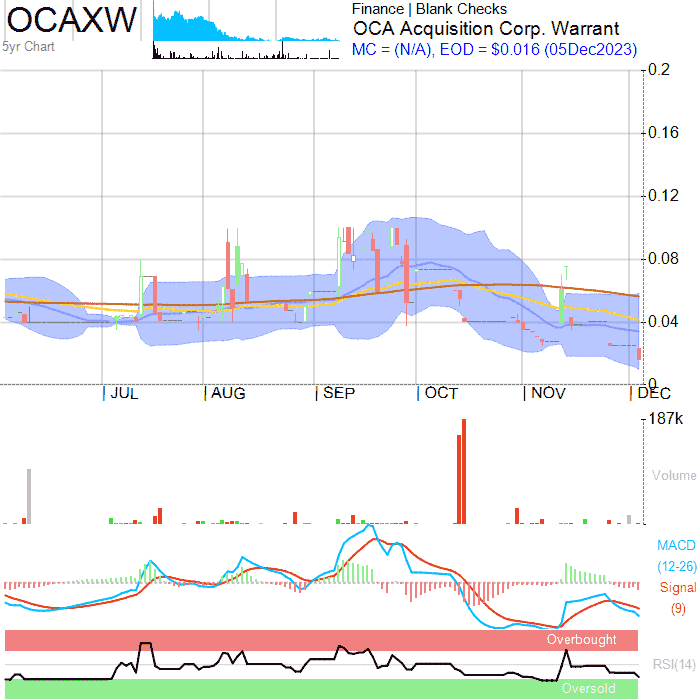 OCAXW
5yr Chart
Finance | Blank Checks
OCA Acquisition Corp. Warrant
MC = (N/A), EOD = $0.016 (05Dec2023)
0.2
0.16
0.12
0.08
0.04
0
JUL
AUG
SEP
OCT
NOV
DEC
187k
Volume
MACD
(12-26)
Signal
(9)
Overbought
RSI(14)
Oversold